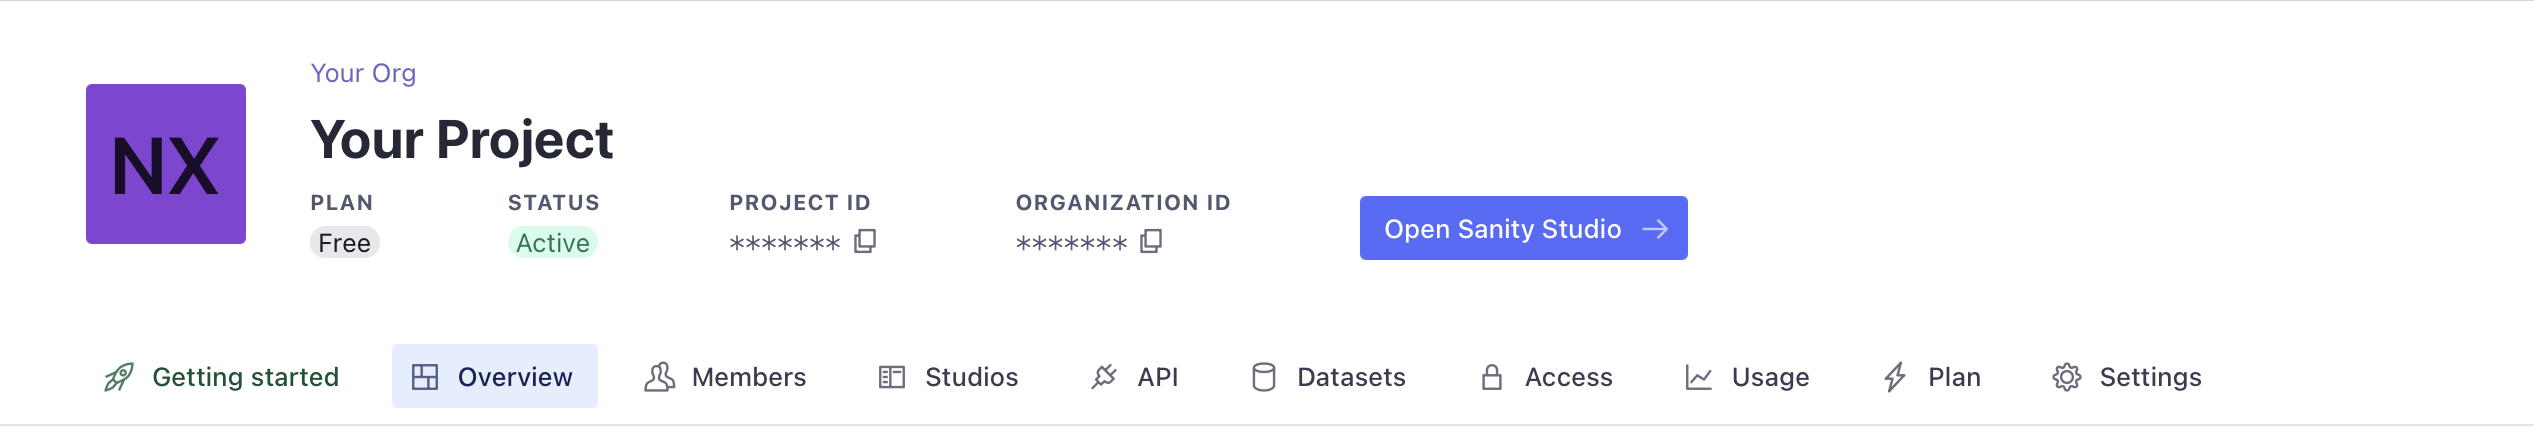 Your Org
NX
Your Project
PLAN STATUS PROJECT ID ORGANIZATION ID
Free Active ******* ******* Open Sanity Studio →
Getting started Overview Members Studios API Datasets Access Usage Plan Settings